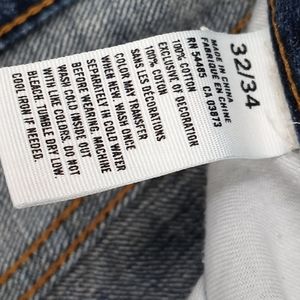 32/34
MADE IN CHINA
FABRIQUE EN CHINE
RN 54485 CA 03873
100% COTTON
EXCLUSIVE OF DECORATION
100% COTON
SANS LES DÉCORATIONS
COLOR MAY TRANSFER
WHEN NEW. WASH ONCE
SEPARATELY IN COLD WATER
BEFORE WEARING. MACHINE
WASH COLD INSIDE OUT
WITH LIKE COLORS. DO NOT
BLEACH. TUMBLE DRY LOW
COOL IRON IF NEEDED.